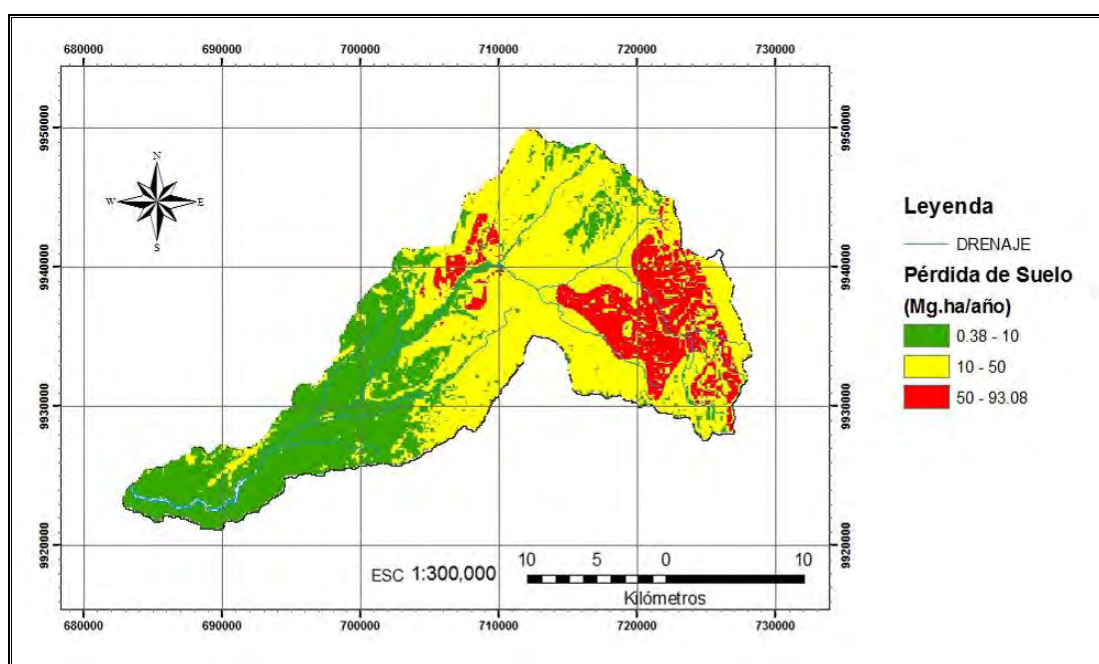 680000 690000 700000 710000 720000 730000
9950000 9950000
N
W E
S
9940000 9940000
9930000 9930000
9920000 9920000
10 5 0 10
ESC 1:300,000
Kilómetros
680000 690000 700000 710000 720000 730000
Leyenda
DRENAJE
Pérdida de Suelo
(Mg.ha/año)
0.38 - 10
10 - 50
50 - 93.08